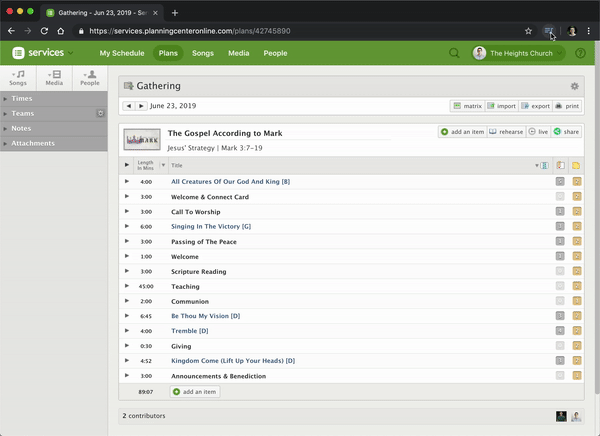 Gathering - Jun 23, 2019 - Ser
https://services.planningcenteronline.com/plans/42745890
services
My Schedule Plans Songs Media People
The Heights Church
Songs Media People
Times
Teams
Notes
Attachments
Gathering
June 23, 2019
matrix import export print
MARK
The Gospel According to Mark
Jesus' Strategy | Mark 3:7-19
add an item rehearse live share
Length In Mins Title
4:00 All Creatures Of Our God And King [B]
3:00 Welcome & Connect Card
3:00 Call To Worship
6:00 Singing In The Victory [G]
3:00 Passing of The Peace
1:00 Welcome
3:00 Scripture Reading
45:00 Teaching
2:00 Communion
6:45 Be Thou My Vision [D]
4:00 Tremble [D]
0:30 Giving
4:52 Kingdom Come (Lift Up Your Heads) [D]
3:00 Announcements & Benediction
89:07 add an item
2 contributors